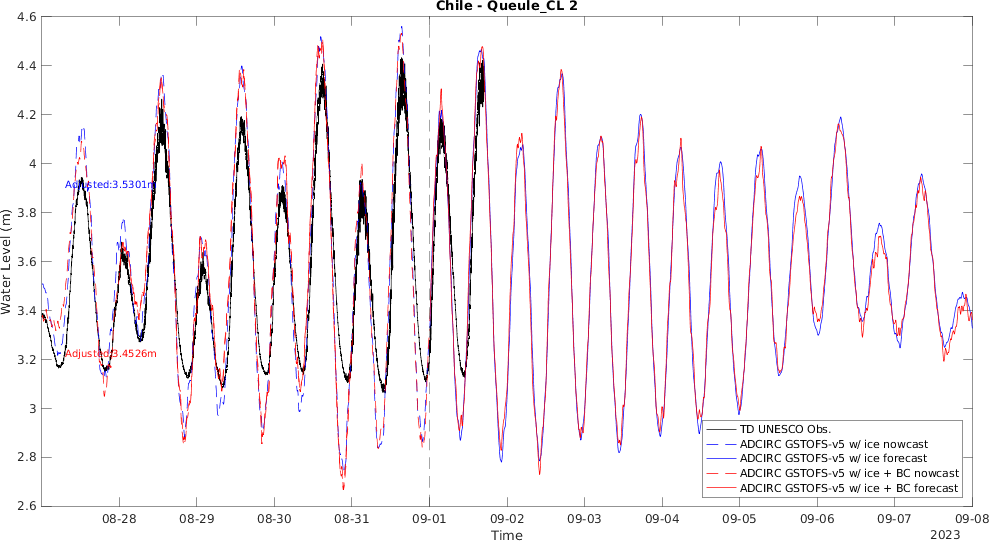 Chile - Queule_CL 2
4.6
4.4
4.2
4
3.8
3.6
3.4
3.2
3
2.8
2.6
Water Level (m)
Adjusted:3.5301m
Adjusted:3.4526m
TD UNESCO Obs.
ADCIRC GSTOFS-v5 w/ ice nowcast
ADCIRC GSTOFS-v5 w/ ice forecast
ADCIRC GSTOFS-v5 w/ ice + BC nowcast
ADCIRC GSTOFS-v5 w/ ice + BC forecast
08-28 08-29 08-30 08-31 09-01 09-02 09-03 09-04 09-05 09-06 09-07 09-08
Time
2023